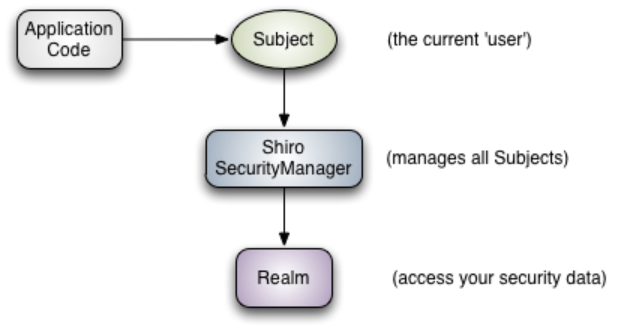 Application
Code
Subject
(the current 'user')
Shiro
SecurityManager
(manages all Subjects)
Realm
(access your security data)